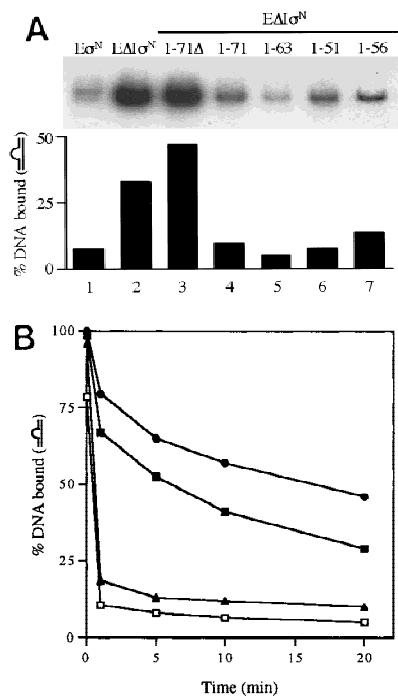 A
EΔIσᴺ
Eσᴺ EΔIσᴺ 1-71Δ 1-71 1-63 1-51 1-56
50
25
0
% DNA bound ( )
1 2 3 4 5 6 7
B
100
75
50
25
0
% DNA bound ( )
0 5 10 15 20
Time (min)